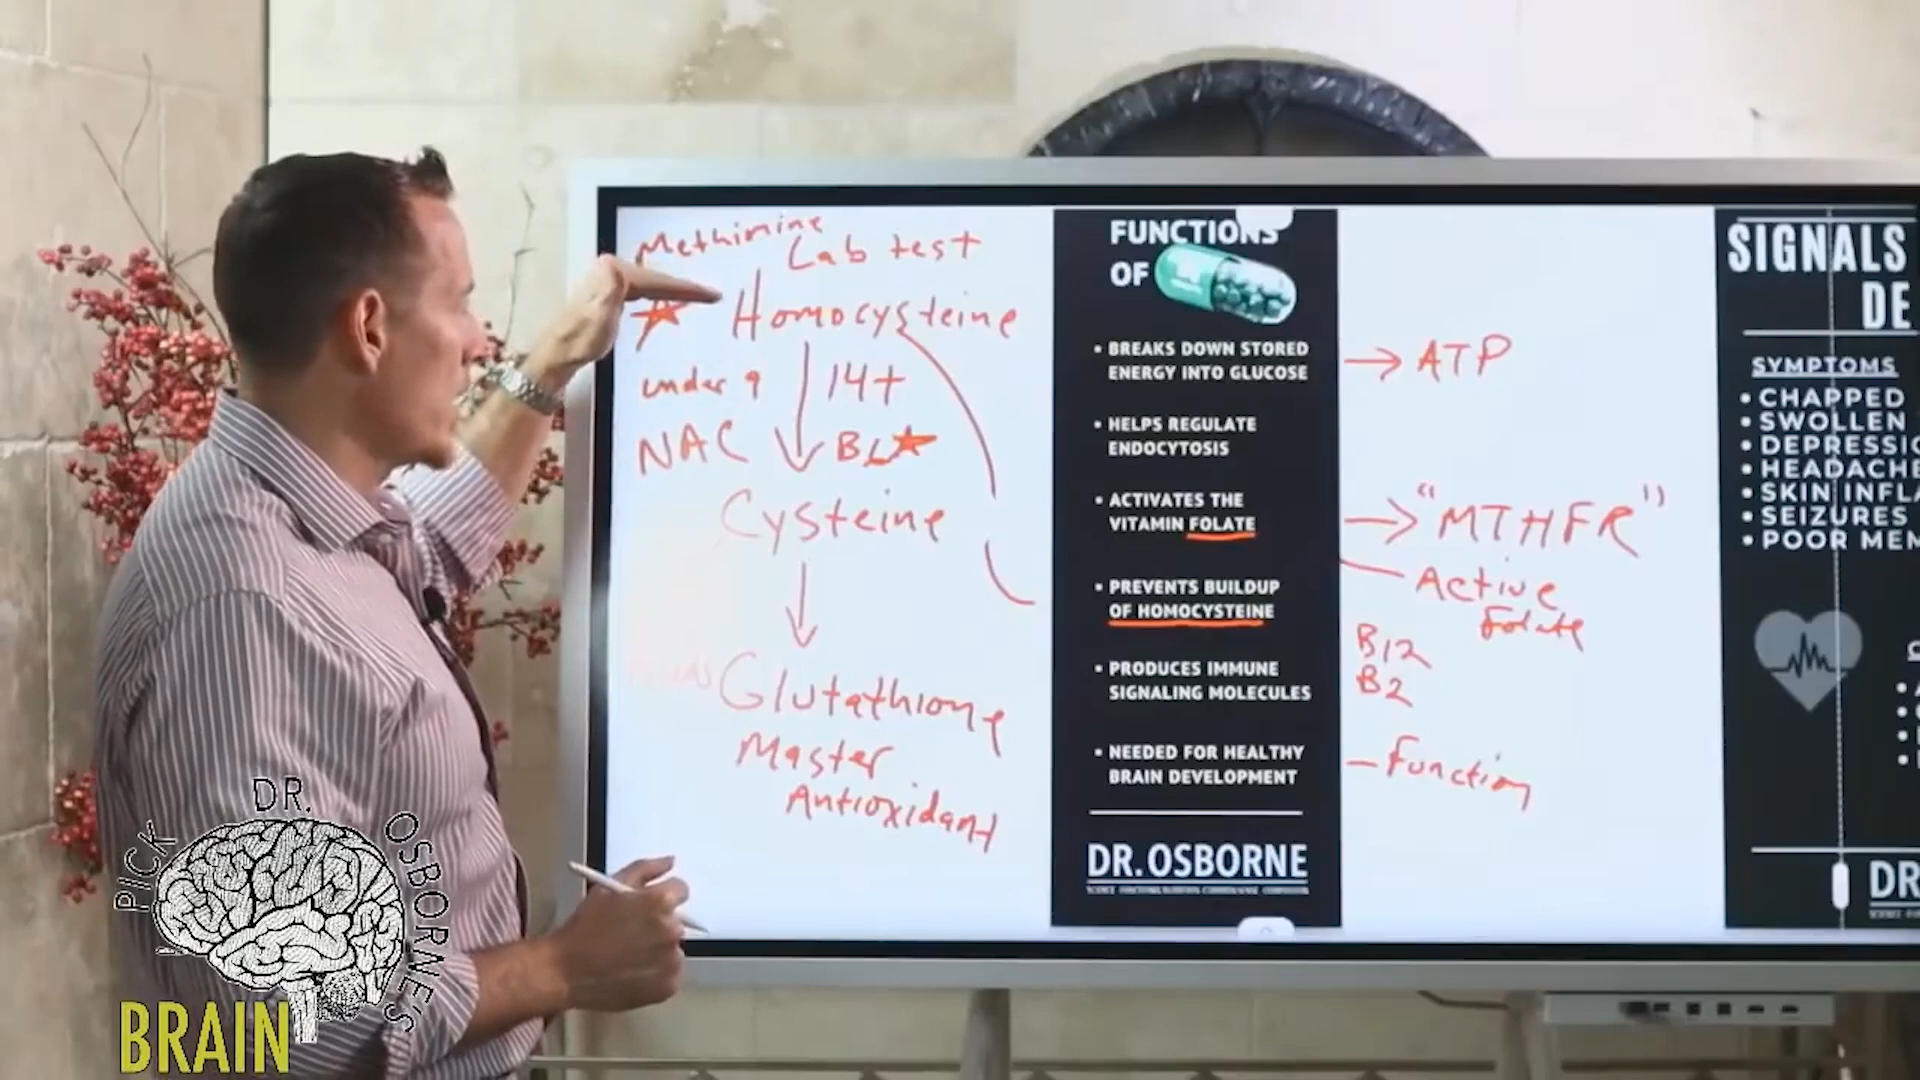 Methinine
Lab test
Homocysteine
under 9
14+
NAC
B6
Cysteine
Glutathione
Master
Antioxidant
FUNCTIONS
OF
• BREAKS DOWN STORED
ENERGY INTO GLUCOSE
• HELPS REGULATE
ENDOCYTOSIS
• ACTIVATES THE
VITAMIN FOLATE
• PREVENTS BUILDUP
OF HOMOCYSTEINE
• PRODUCES IMMUNE
SIGNALING MOLECULES
• NEEDED FOR HEALTHY
BRAIN DEVELOPMENT
DR. OSBORNE
→ ATP
→ "MTHFR"
Active
Folate
B12
B2
- Function
SIGNALS
DE
SYMPTOMS
• CHAPPED
• SWOLLEN
• DEPRESSIO
• HEADACHE
• SKIN INFLA
• SEIZURES
• POOR MEM
DR
PICK
DR.
OSBORNE'S
BRAIN